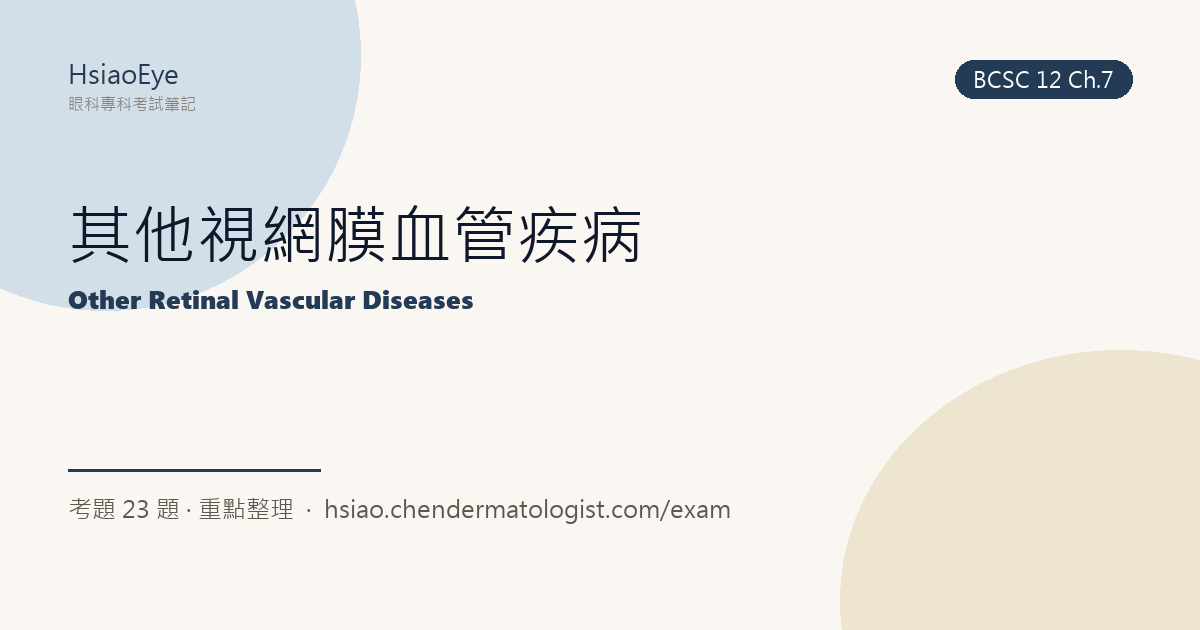 HsiaoEye
眼科專科考試筆記
BCSC 12 Ch.7
其他視網膜血管疾病
Other Retinal Vascular Diseases
考題 23 題 · 重點整理 · hsiao.chendermatologist.com/exam